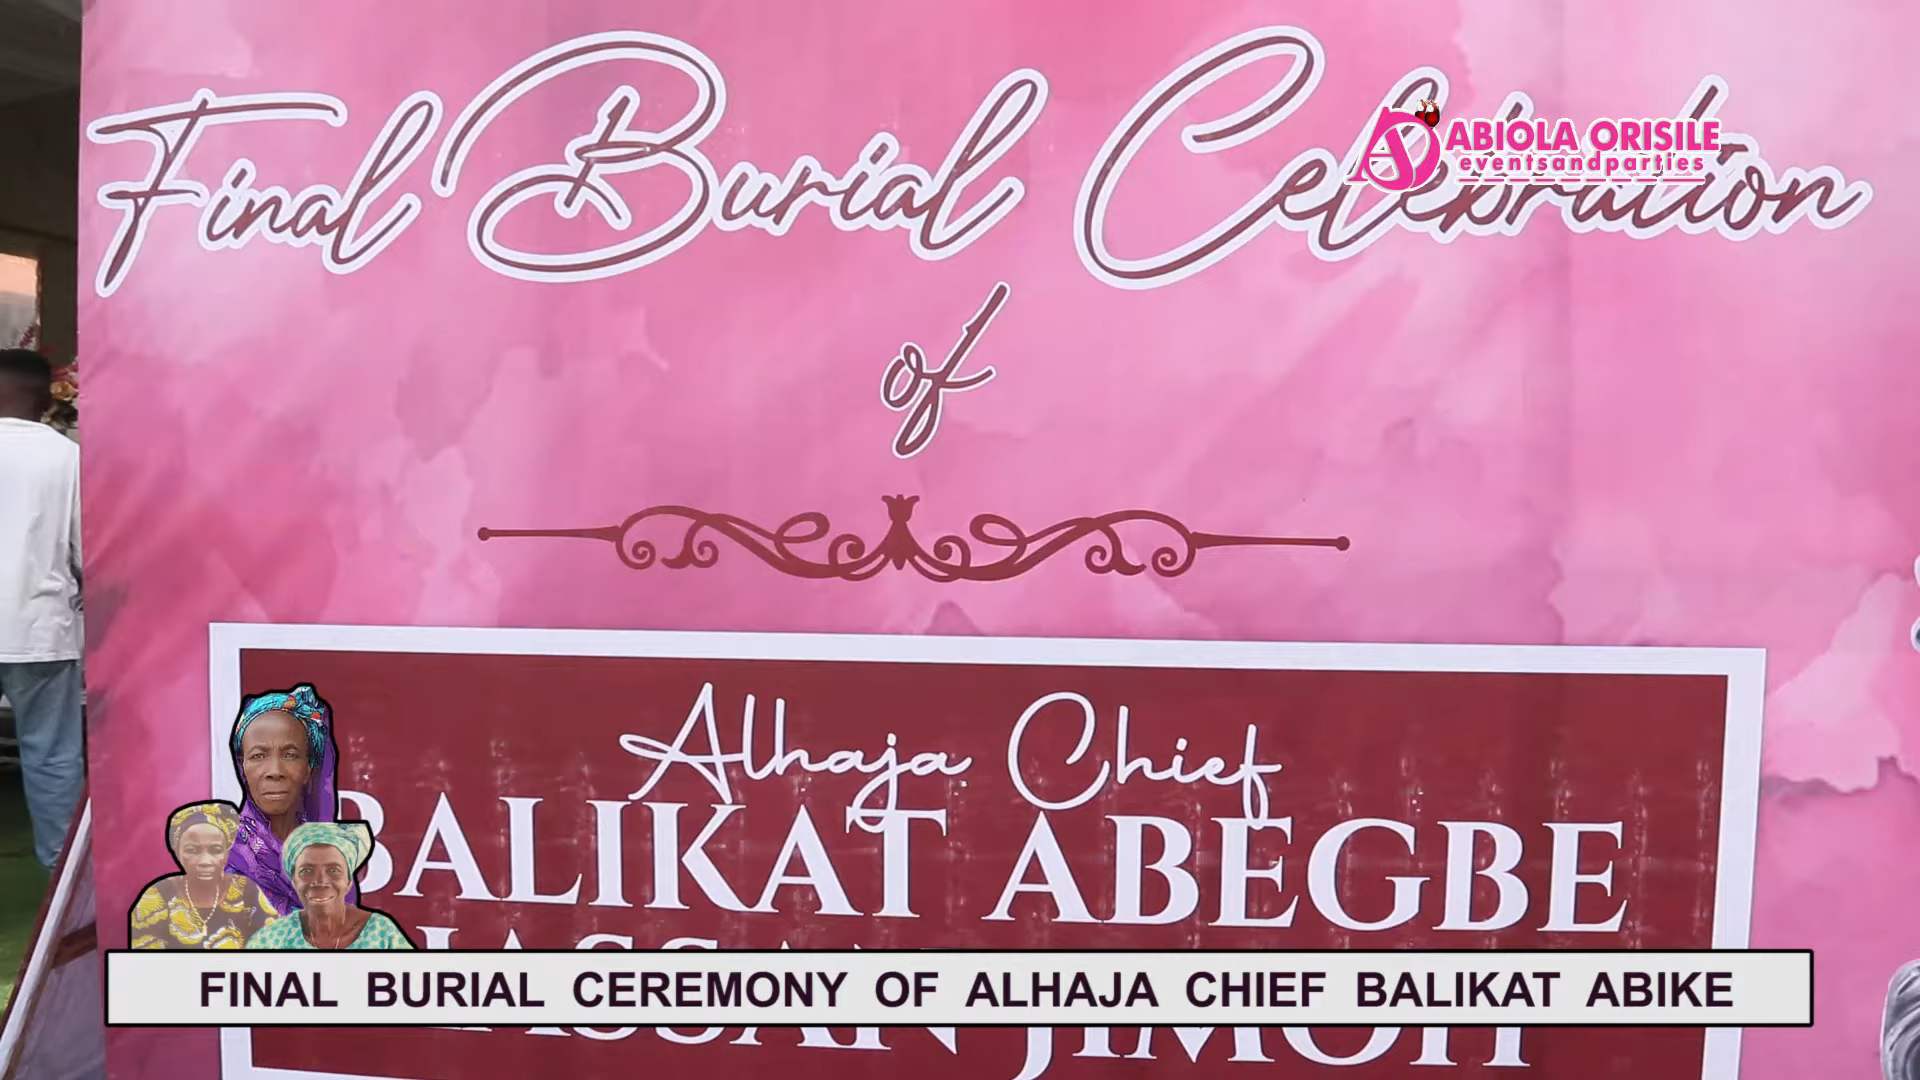 Final Burial Celebration
ABIOLA ORISILE
eventsandparties
of
Alhaja Chief
BALIKAT ABEGBE
FINAL BURIAL CEREMONY OF ALHAJA CHIEF BALIKAT ABIKE
JIMOH